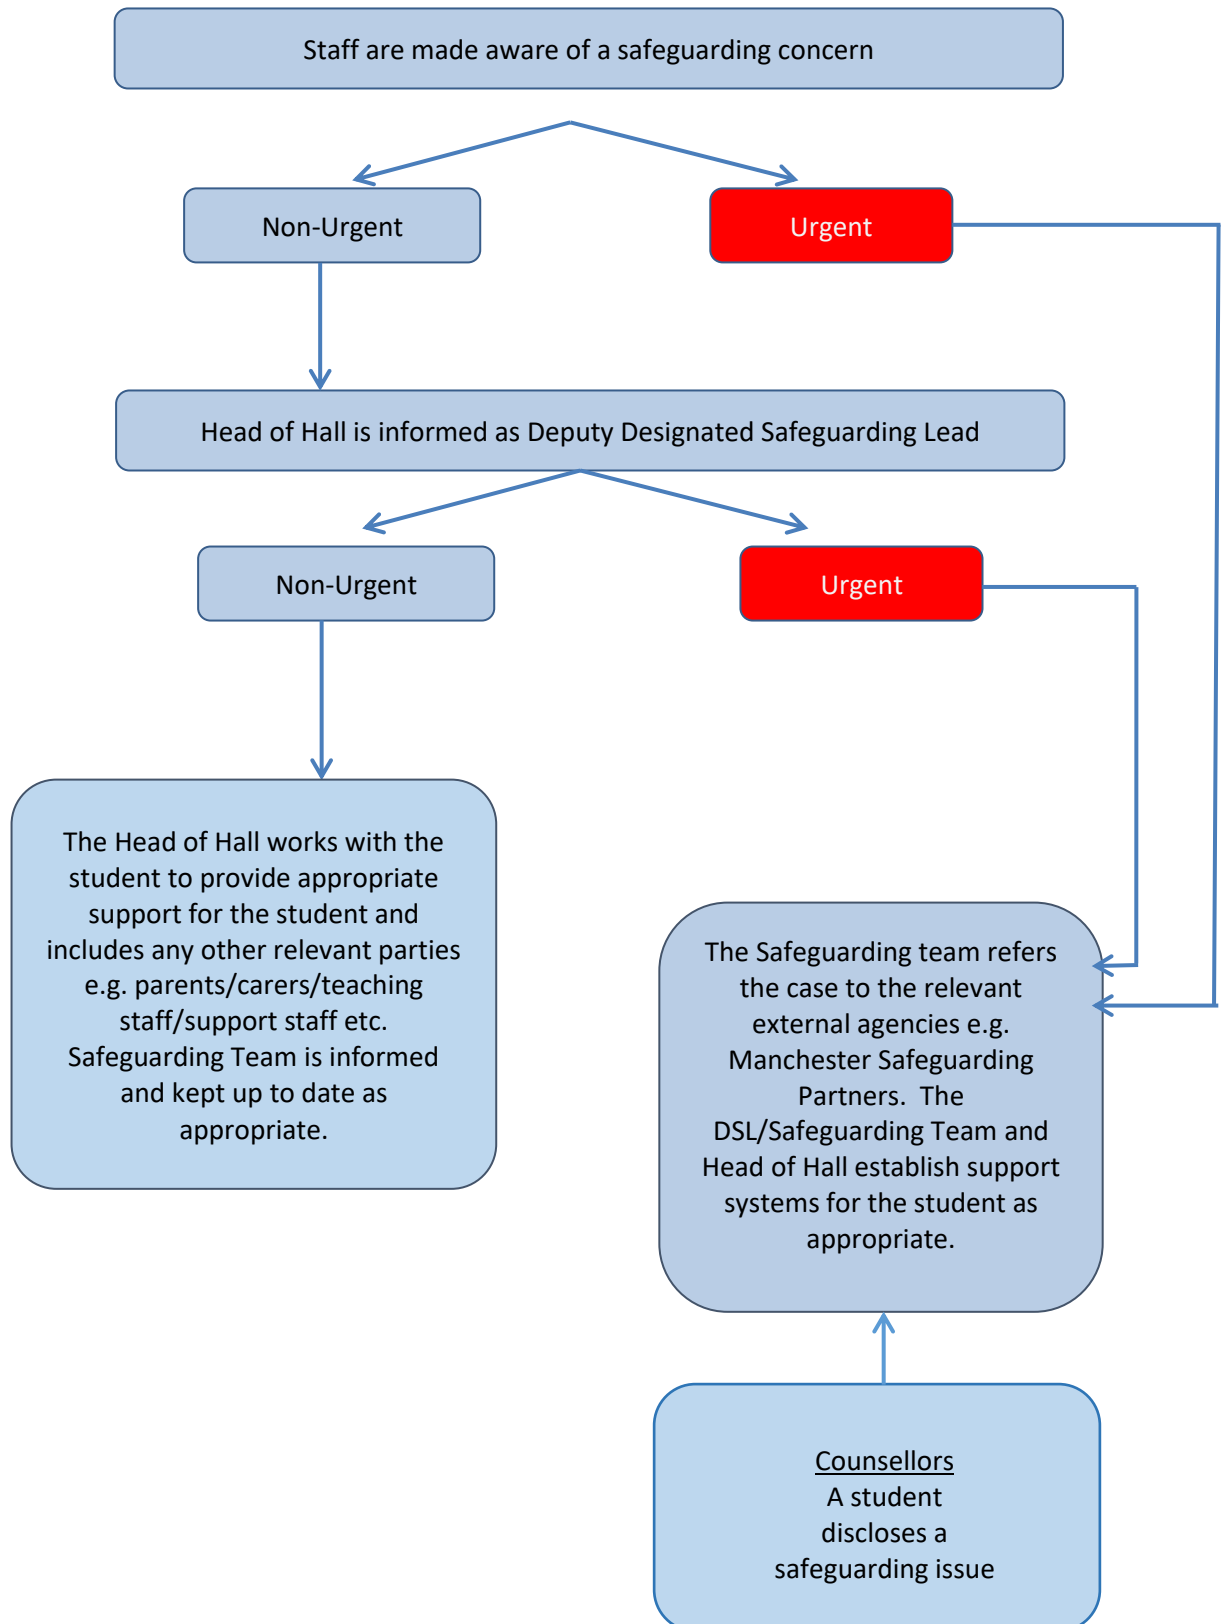 Staff are made aware of a safeguarding concern
Non-Urgent
Urgent
Head of Hall is informed as Deputy Designated Safeguarding Lead
Non-Urgent
Urgent
The Head of Hall works with the
student to provide appropriate
support for the student and
includes any other relevant parties
e.g. parents/carers/teaching
staff/support staff etc.
Safeguarding Team is informed
and kept up to date as
appropriate.
The Safeguarding team refers
the case to the relevant
external agencies e.g.
Manchester Safeguarding
Partners.  The
DSL/Safeguarding Team and
Head of Hall establish support
systems for the student as
appropriate.
Counsellors
A student
discloses a
safeguarding issue